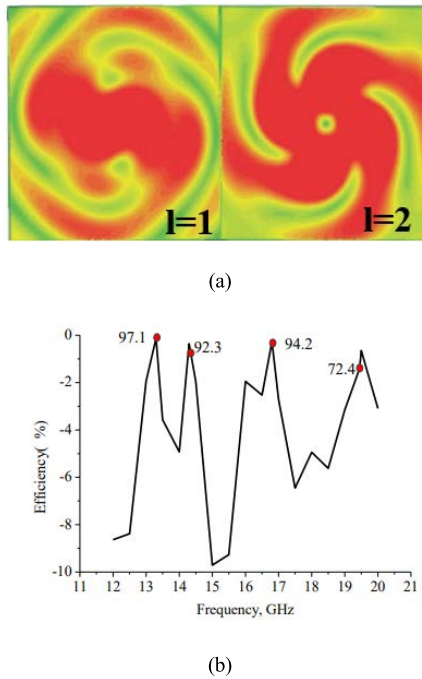 l=1 l=2
(a)
0
97.1
94.2
92.3
72.4
-2
-4
-6
-8
-10
Efficiency( %)
11 12 13 14 15 16 17 18 19 20 21
Frequency, GHz
(b)